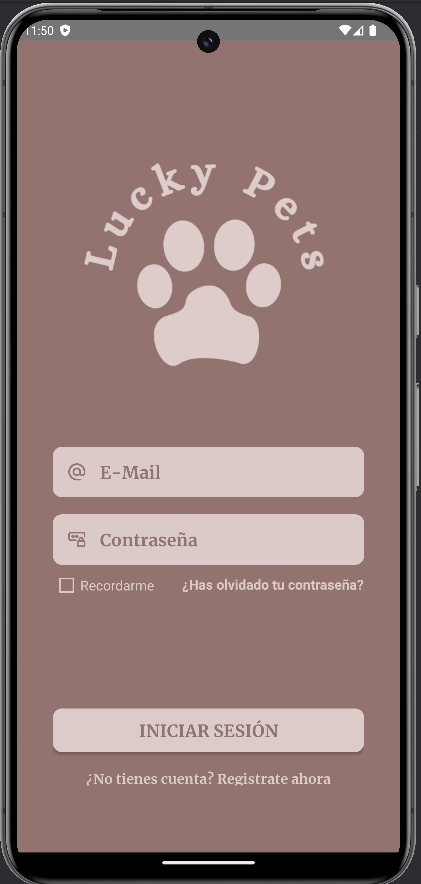 11:50
Lucky Pets
E-Mail
Contraseña
Recordarme ¿Has olvidado tu contraseña?
INICIAR SESIÓN
¿No tienes cuenta? Registrate ahora